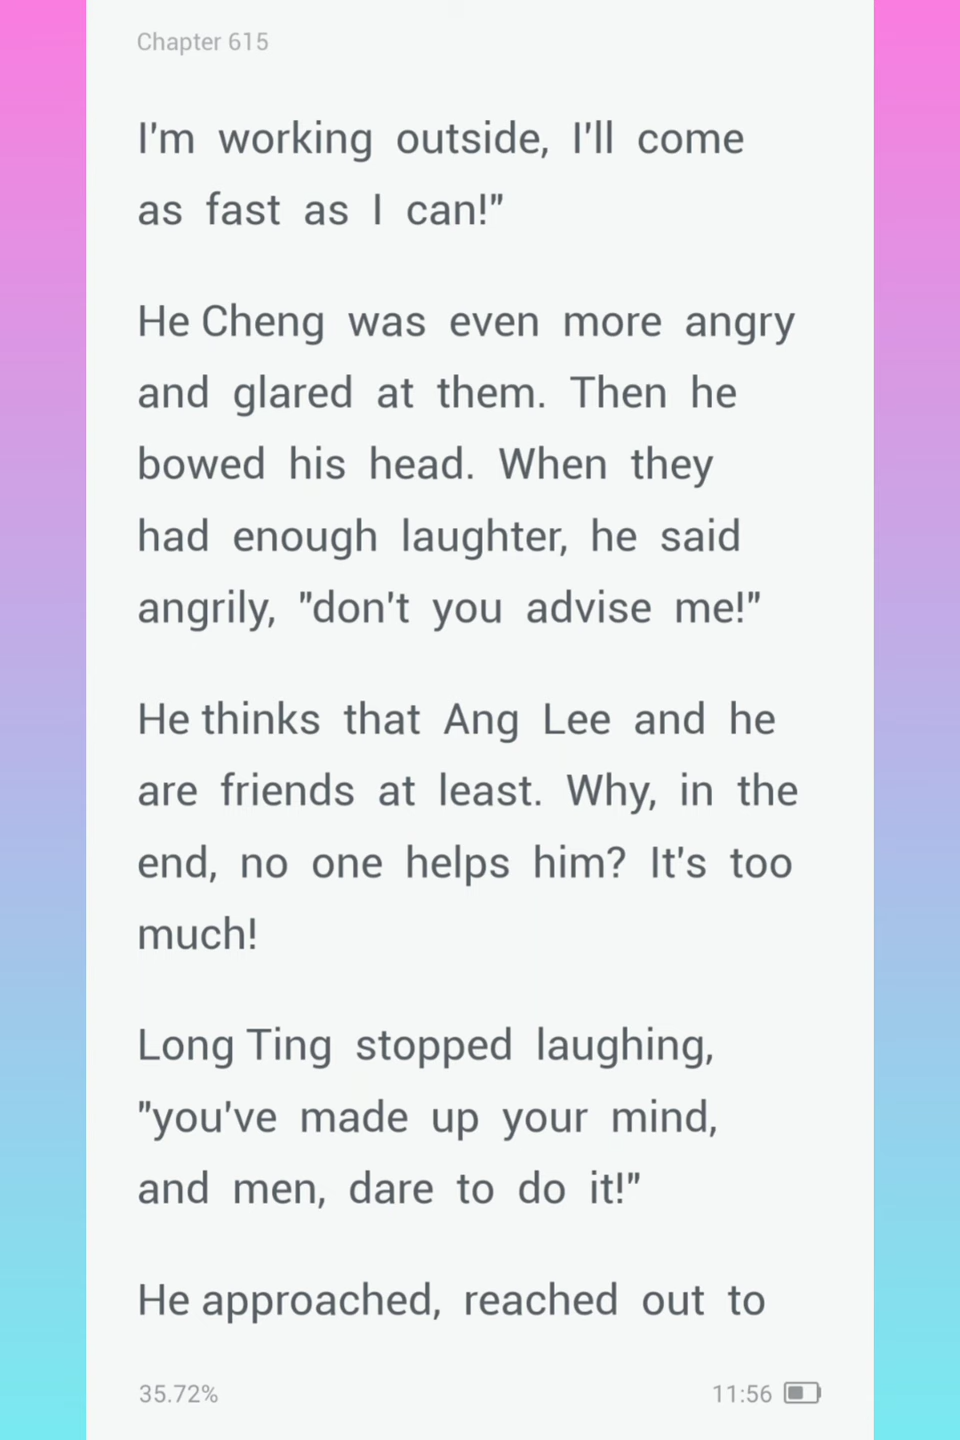 Chapter 615
I'm working outside, I'll come
as fast as I can!"
He Cheng was even more angry
and glared at them. Then he
bowed his head. When they
had enough laughter, he said
angrily, "don't you advise me!"
He thinks that Ang Lee and he
are friends at least. Why, in the
end, no one helps him? It's too
much!
Long Ting stopped laughing,
"you've made up your mind,
and men, dare to do it!"
He approached, reached out to
35.72%
11:56